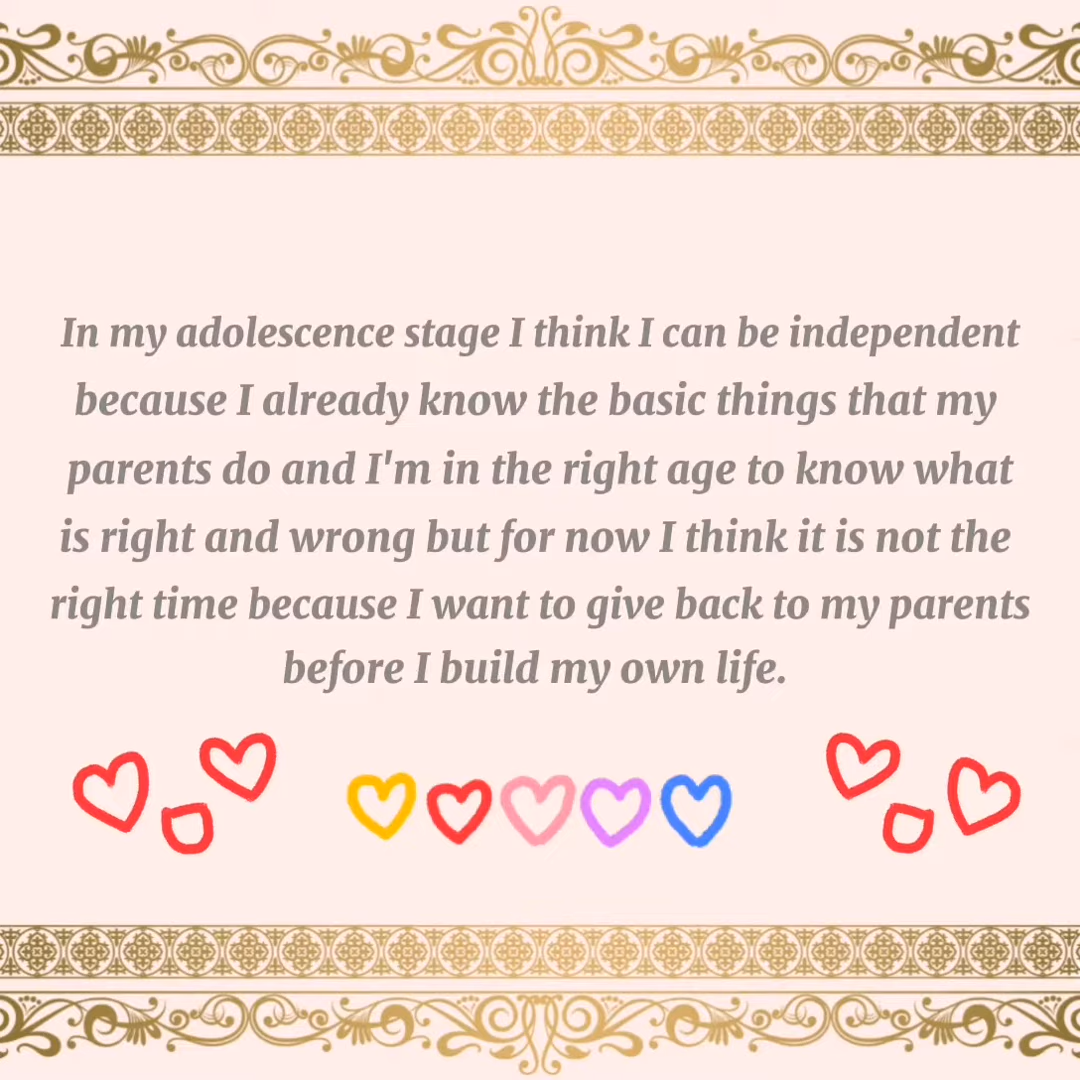 In my adolescence stage I think I can be independent
because I already know the basic things that my
parents do and I'm in the right age to know what
is right and wrong but for now I think it is not the
right time because I want to give back to my parents
before I build my own life.